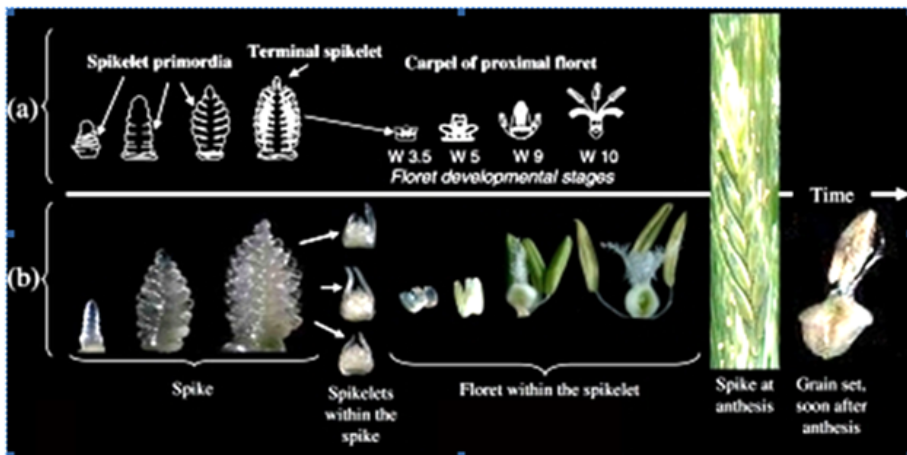 (a)
Spikelet primordia
Terminal spikelet
Carpel of proximal floret
W 3.5 W 5 W 9 W 10
Floret developmental stages
Time
(b)
Spike
Spikelets
within the
spike
Floret within the spikelet
Spike at
anthesis
Grain set,
soon after
anthesis